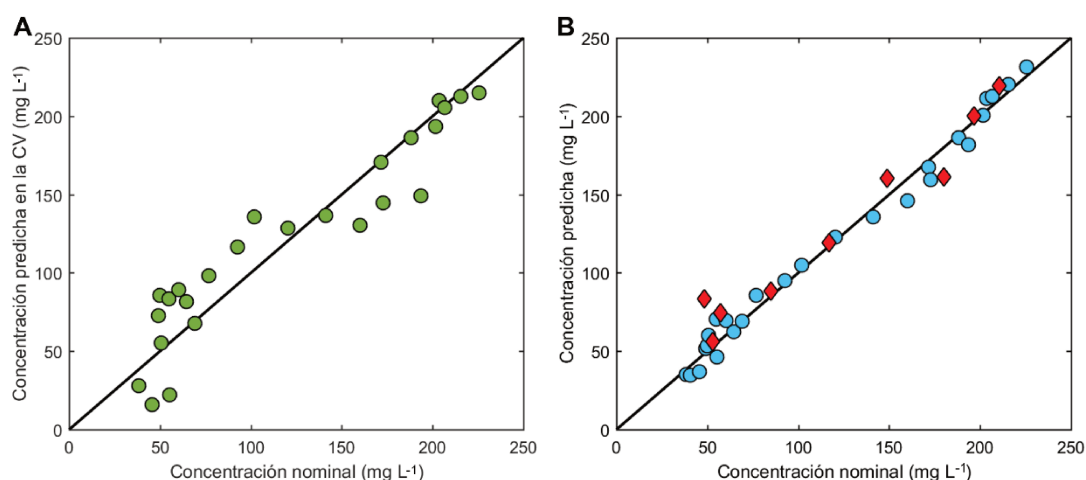 A
B
Concentración predicha en la CV (mg L-1)
250
200
150
100
50
0
0 50 100 150 200 250
Concentración nominal (mg L-1)
Concentración predicha (mg L-1)
250
200
150
100
50
0
0 50 100 150 200 250
Concentración nominal (mg L-1)